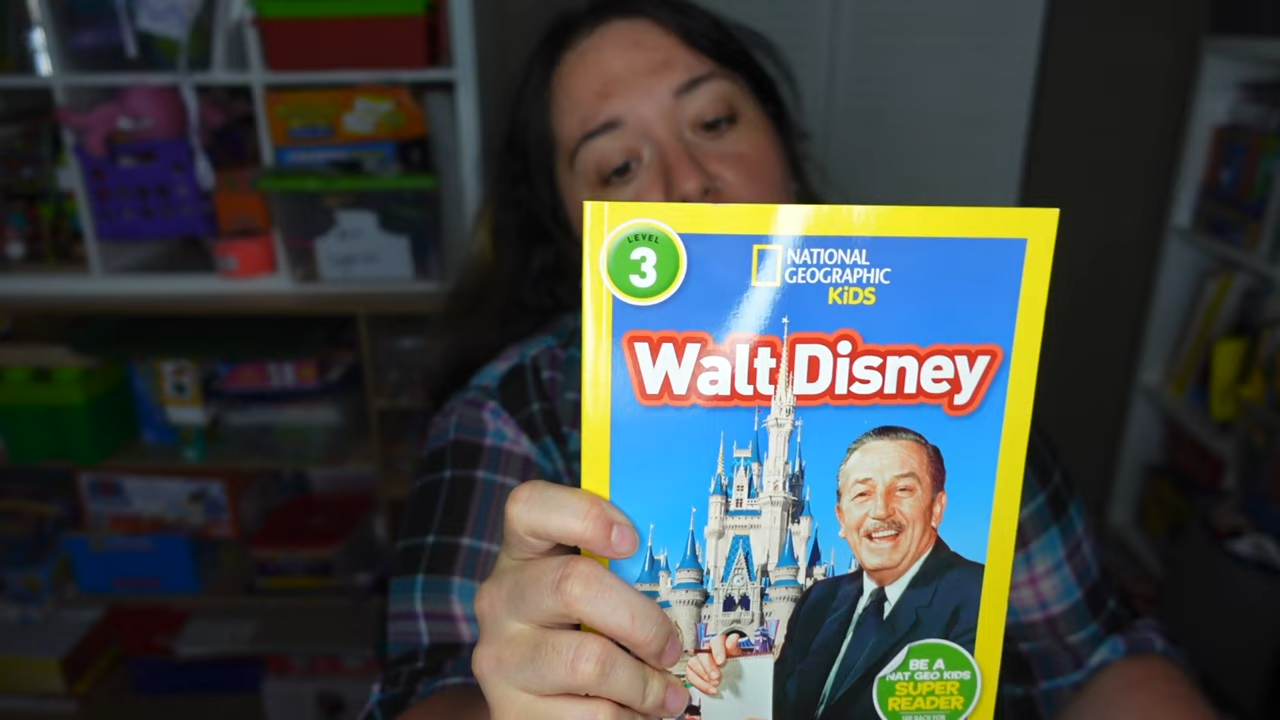 LEVEL
3
NATIONAL
GEOGRAPHIC
KiDS
Walt Disney
BE A
NAT GEO KIDS
SUPER
READER